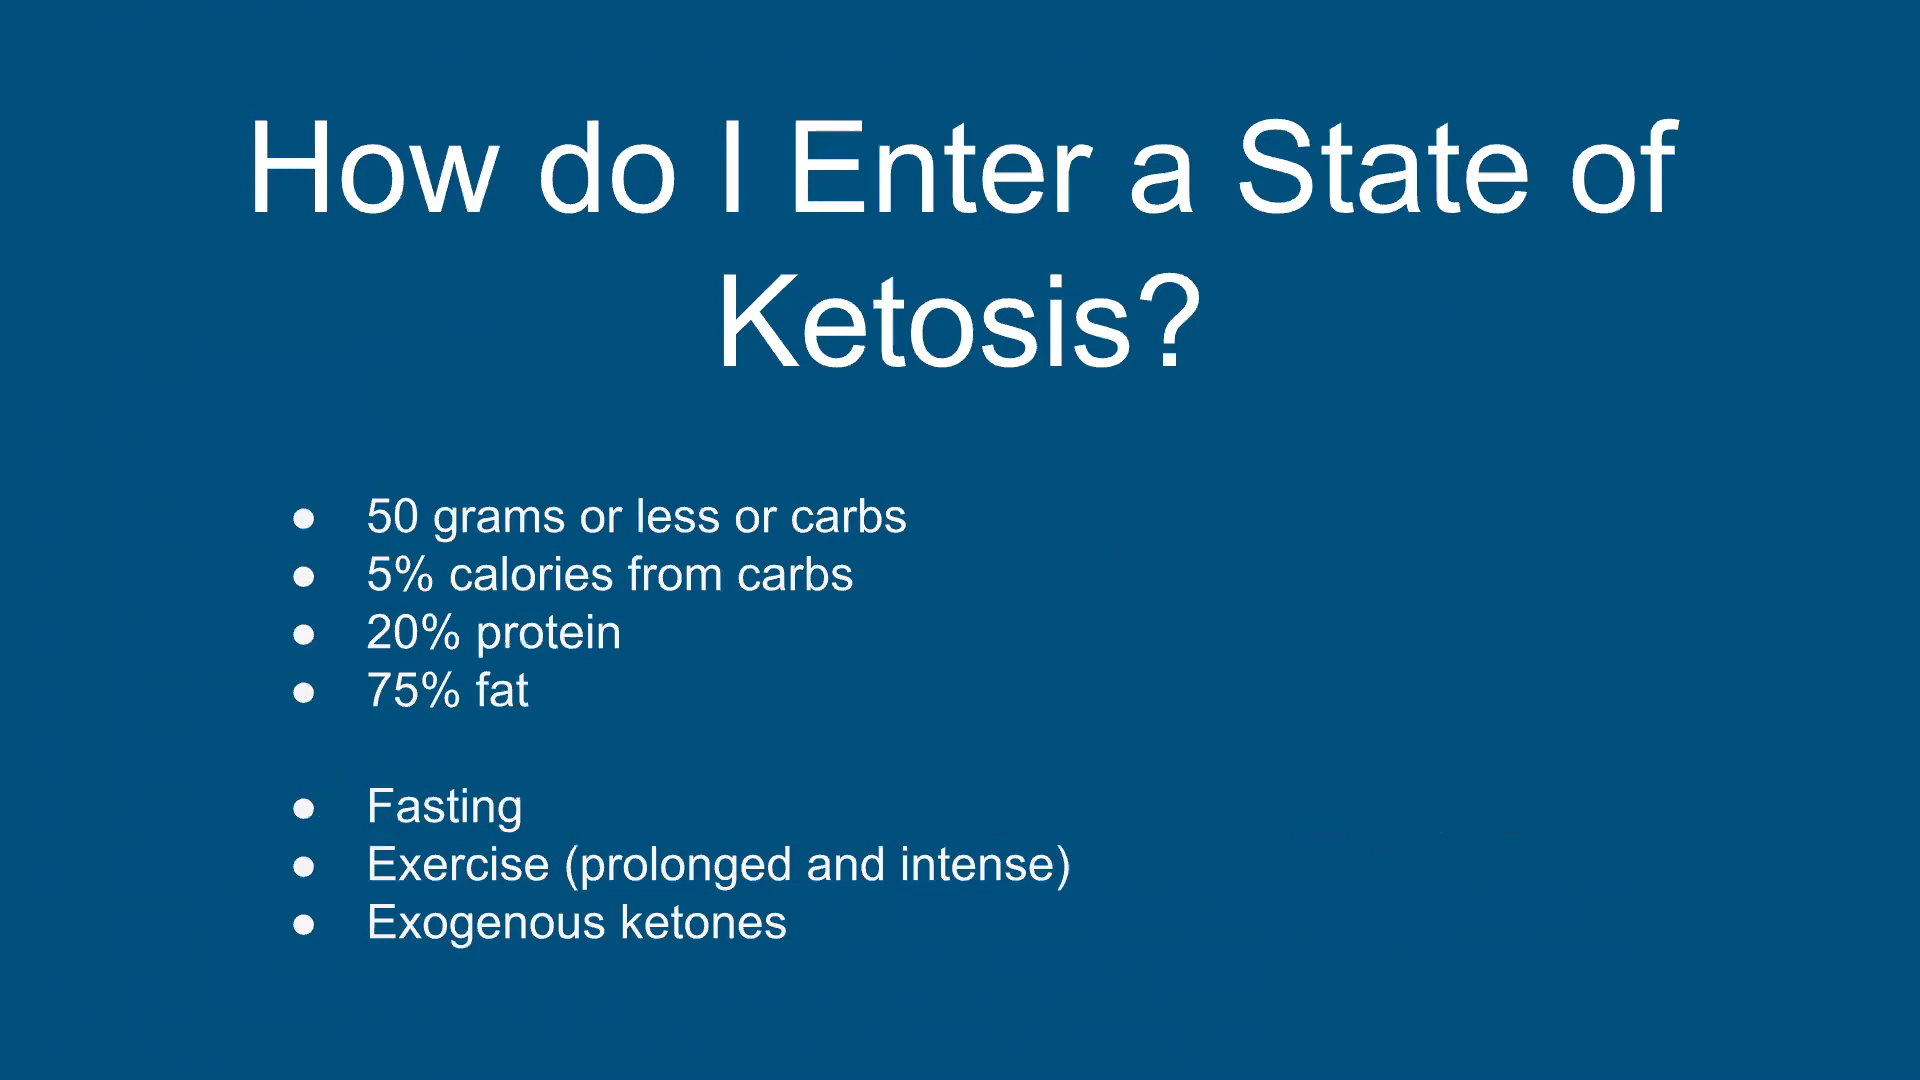 How do I Enter a State of
Ketosis?
● 50 grams or less or carbs
● 5% calories from carbs
● 20% protein
● 75% fat
● Fasting
● Exercise (prolonged and intense)
● Exogenous ketones